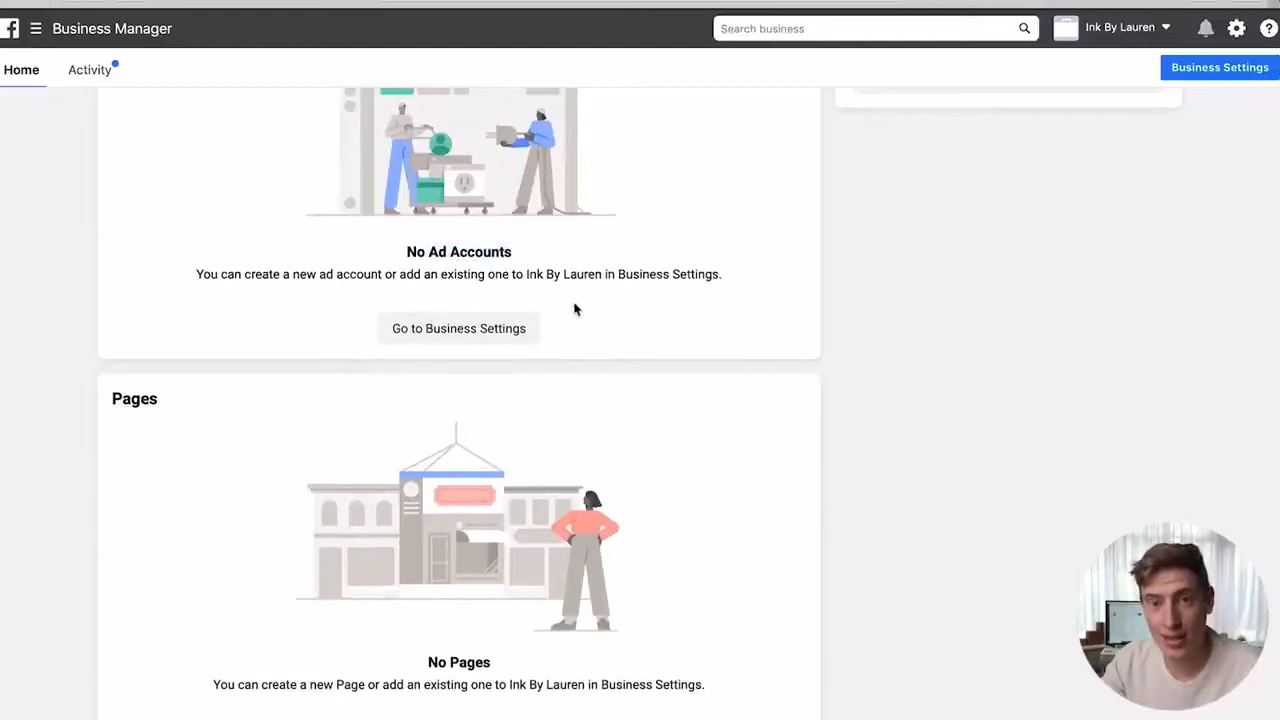 Business Manager
Search business
Ink By Lauren
Home
Activity
Business Settings
No Ad Accounts
You can create a new ad account or add an existing one to Ink By Lauren in Business Settings.
Go to Business Settings
Pages
No Pages
You can create a new Page or add an existing one to Ink By Lauren in Business Settings.